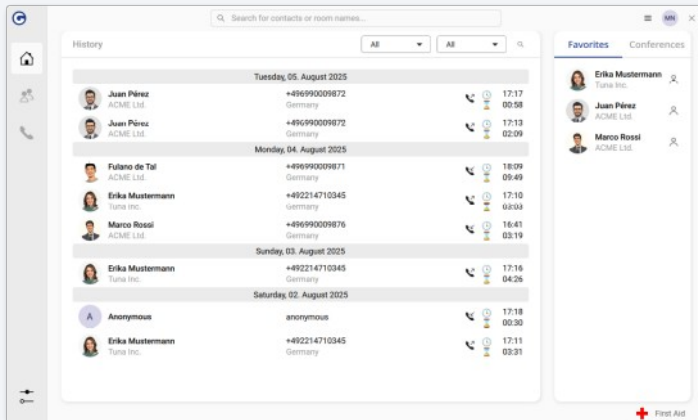 G
Search for contacts or room names...
MN
History
All
All
Favorites
Conferences
Tuesday, 05. August 2025
Juan Pérez +496990009872 17:17
ACME Ltd. Germany 00:58
Juan Pérez +496990009872 17:13
ACME Ltd. Germany 02:09
Monday, 04. August 2025
Fulano de Tal +496990009871 18:09
ACME Ltd. Germany 09:49
Erika Mustermann +492214710345 17:10
Tuna Inc. Germany 03:03
Marco Rossi +496990009876 16:41
ACME Ltd. Germany 03:19
Sunday, 03. August 2025
Erika Mustermann +492214710345 17:16
Tuna Inc. Germany 04:26
Saturday, 02. August 2025
A Anonymous anonymous 17:18
00:30
Erika Mustermann +492214710345 17:11
Tuna Inc. Germany 03:31
Erika Mustermann
Tuna Inc.
Juan Pérez
ACME Ltd.
Marco Rossi
ACME Ltd.
First Aid